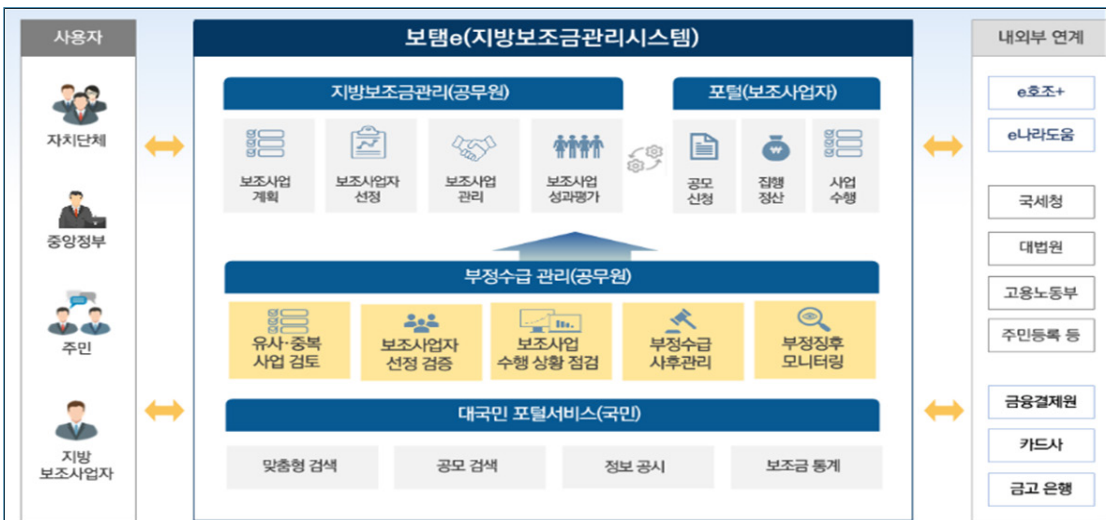 사용자
자치단체
중앙정부
주민
지방
보조사업자
보탬e(지방보조금관리시스템)
지방보조금관리(공무원)
보조사업
계획
보조사업자
선정
보조사업
관리
보조사업
성과평가
포털(보조사업자)
공모
신청
집행
정산
사업
수행
부정수급 관리(공무원)
유사·중복
사업 검토
보조사업자
선정 검증
보조사업
수행 상황 점검
부정수급
사후관리
부정징후
모니터링
대국민 포털서비스(국민)
맞춤형 검색
공모 검색
정보 공시
보조금 통계
내외부 연계
e호조+
e나라도움
국세청
대법원
고용노동부
주민등록 등
금융결제원
카드사
금고 은행